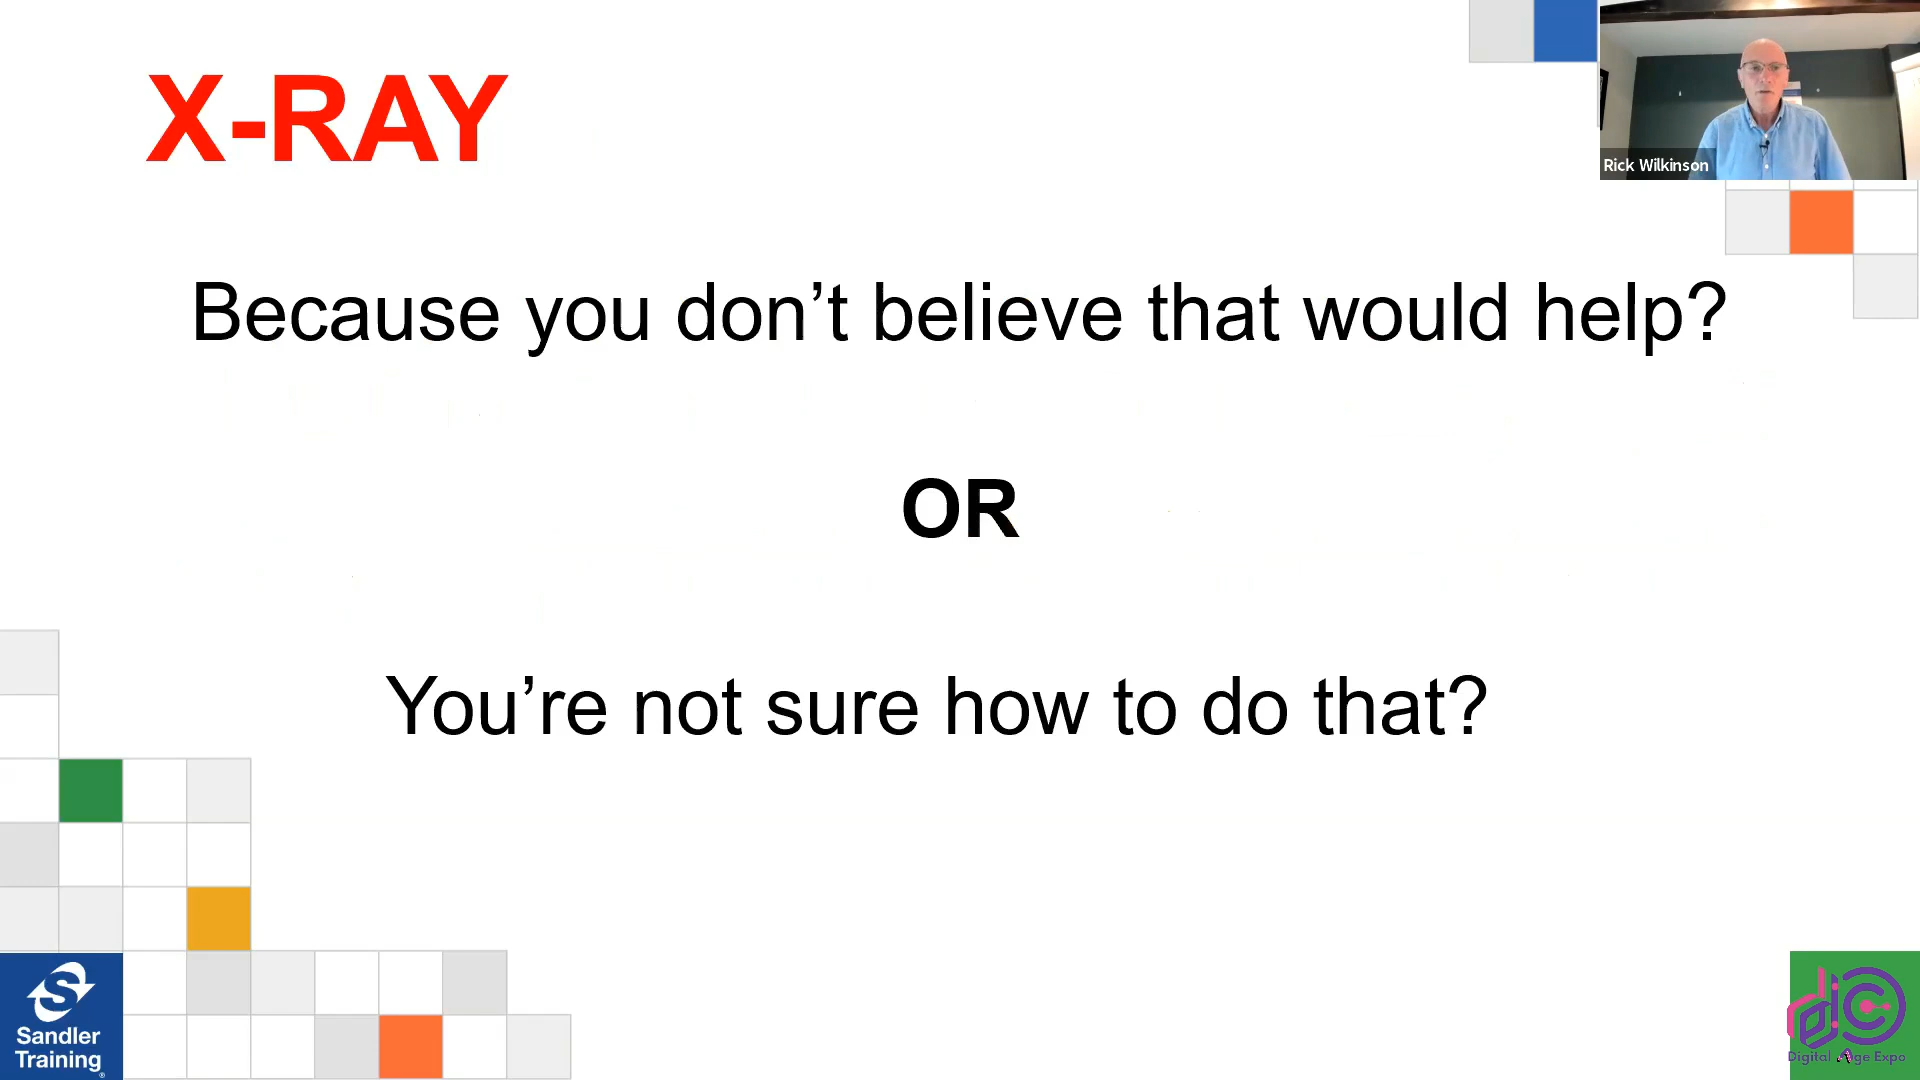 X-RAY
Rick Wilkinson
Because you don’t believe that would help?
OR
You’re not sure how to do that?
Sandler
Training®
Digital Age Expo